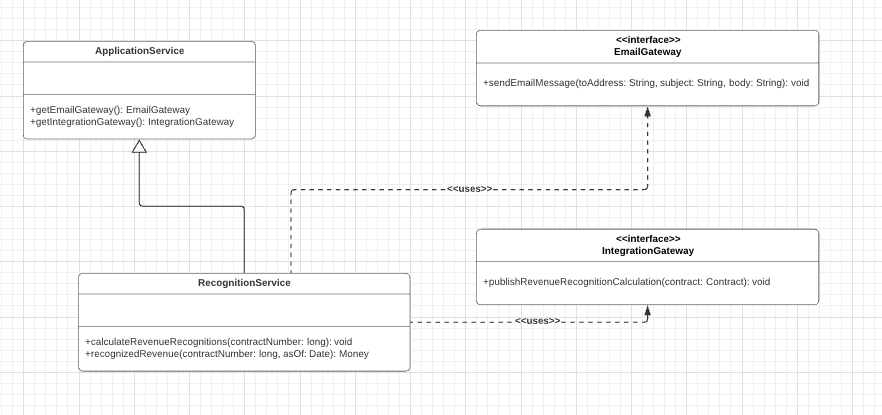 ApplicationService
+getEmailGateway(): EmailGateway
+getIntegrationGateway(): IntegrationGateway
<<interface>>
EmailGateway
+sendEmailMessage(toAddress: String, subject: String, body: String): void
<<uses>>
<<interface>>
IntegrationGateway
+publishRevenueRecognitionCalculation(contract: Contract): void
RecognitionService
+calculateRevenueRecognitions(contractNumber: long): void
+recognizedRevenue(contractNumber: long, asOf: Date): Money
<<uses>>